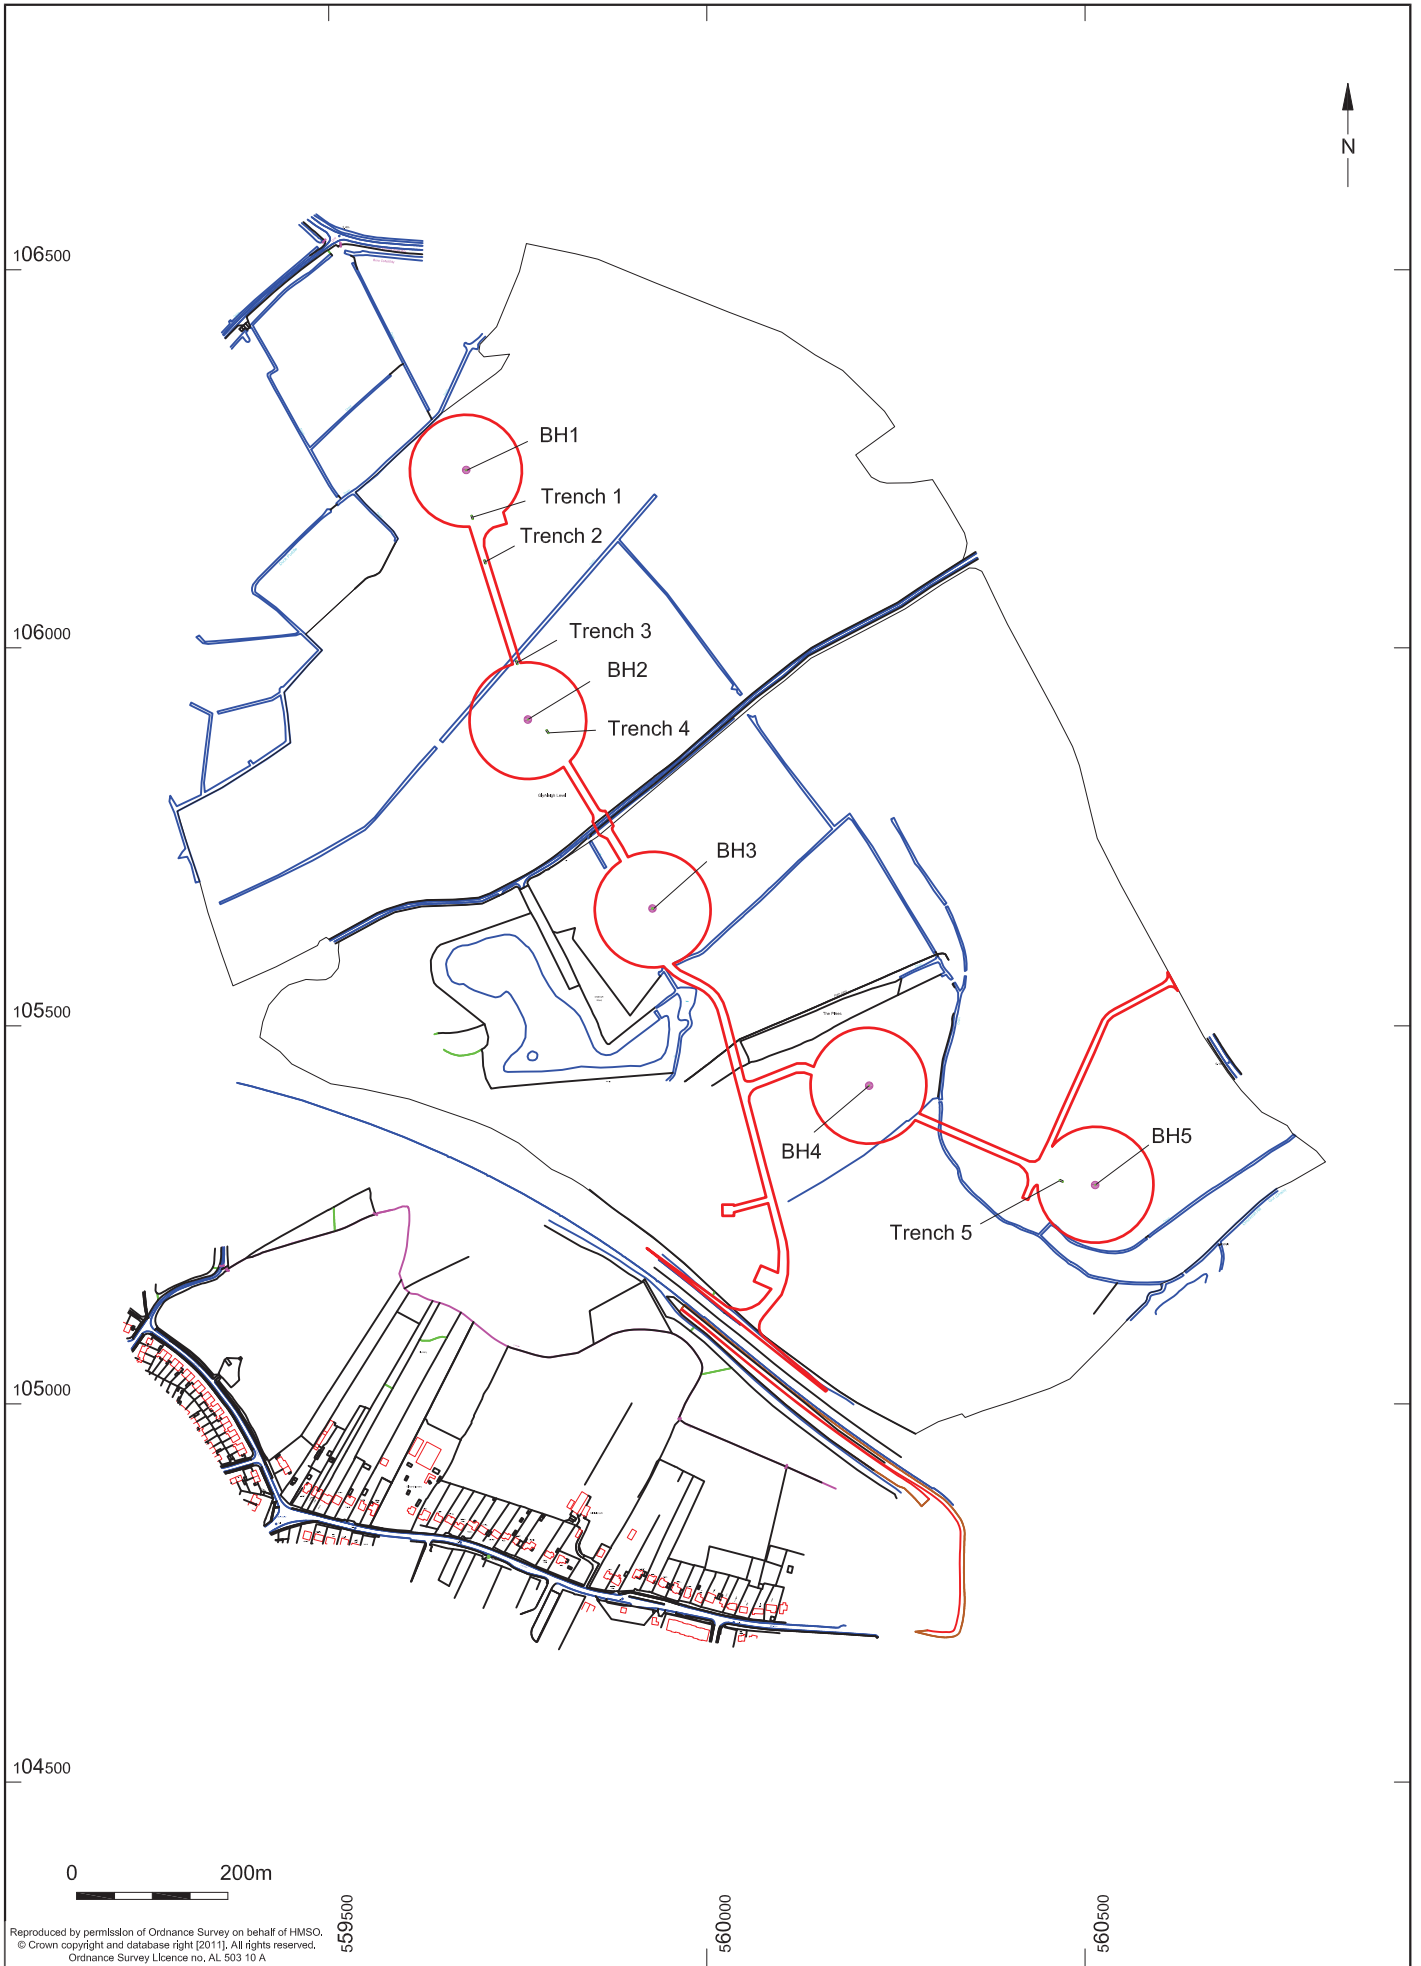 N
106500
BH1
Trench 1
Trench 2
106000
Trench 3
BH2
Trench 4
BH3
105500
BH4
BH5
Trench 5
105000
104500
0 200m
559500
560000
560500
Reproduced by permission of Ordnance Survey on behalf of HMSO.
© Crown copyright and database right [2011]. All rights reserved.
Ordnance Survey Licence no. AL 503 10 A